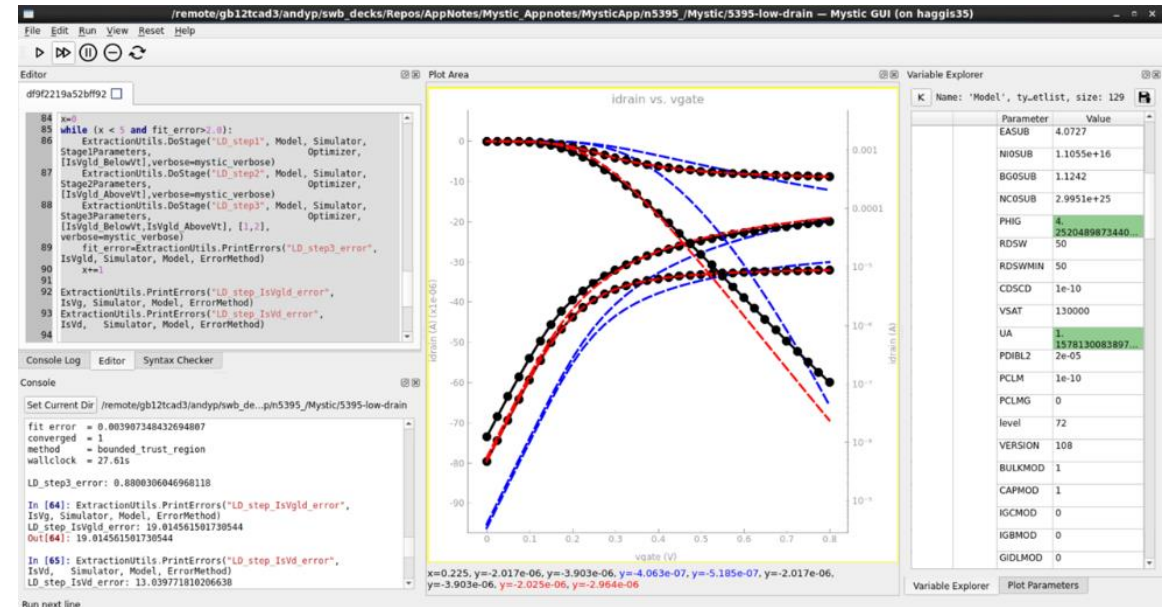 /remote/gb12tcad3/andyp/swb_decks/Repos/AppNotes/Mystic_Appnotes/MysticApp/n5395_/Mystic/5395-low-drain — Mystic GUI (on haggis35)
File Edit Run View Reset Help
Editor
df9f2219a52bff92
84 x=0
85 while (x < 5 and fit_error>2.0):
86 ExtractionUtils.DoStage("LD_step1", Model, Simulator,
Stage1Parameters, Optimizer,
[IsVgld_BelowVt],verbose=mystic_verbose)
87 ExtractionUtils.DoStage("LD_step2", Model, Simulator,
Stage2Parameters, Optimizer,
[IsVgld_AboveVt],verbose=mystic_verbose)
88 ExtractionUtils.DoStage("LD_step3", Model, Simulator,
Stage3Parameters, Optimizer,
[IsVgld_BelowVt,IsVgld_AboveVt], [1,2],
verbose=mystic_verbose)
89 fit_error=ExtractionUtils.PrintErrors("LD_step3_error",
IsVgld, Simulator, Model, ErrorMethod)
90 x+=1
91
92 ExtractionUtils.PrintErrors("LD_step_IsVgld_error",
IsVg, Simulator, Model, ErrorMethod)
93 ExtractionUtils.PrintErrors("LD_step_IsVd_error",
IsVd, Simulator, Model, ErrorMethod)
94
Console Log Editor Syntax Checker
Console
Set Current Dir /remote/gb12tcad3/andyp/swb_de...p/n5395_/Mystic/5395-low-drain
fit error = 0.003907348432694807
converged = 1
method = bounded_trust_region
wallclock = 27.61s
LD_step3_error: 0.8800306046968118
In [64]: ExtractionUtils.PrintErrors("LD_step_IsVgld_error",
IsVg, Simulator, Model, ErrorMethod)
LD_step_IsVgld_error: 19.014561501730544
Out[64]: 19.014561501730544
In [65]: ExtractionUtils.PrintErrors("LD_step_IsVd_error",
IsVd, Simulator, Model, ErrorMethod)
LD_step_IsVd_error: 13.039771810206638
Run next line
Plot Area
idrain vs. vgate
idrain (A) (x1e-06)
0
-10
-20
-30
-40
-50
-60
-70
-80
-90
0 0.1 0.2 0.3 0.4 0.5 0.6 0.7 0.8
vgate (V)
0.001
0.0001
idrain (A)
x=0.225, y=-2.017e-06, y=-3.903e-06, y=-4.063e-07, y=-5.185e-07, y=-2.017e-06,
y=-3.903e-06, y=-2.025e-06, y=-2.964e-06
Variable Explorer
K Name: 'Model', ty...etlist, size: 129
Parameter Value
EASUB 4.0727
NI0SUB 1.1055e+16
BG0SUB 1.1242
NC0SUB 2.9951e+25
PHIG 4.
2520489873440...
RDSW 50
RDSWMIN 50
CDSCD 1e-10
VSAT 130000
UA 1.
1578130083897...
PDIBL2 2e-05
PCLM 1e-10
PCLMG 0
level 72
VERSION 108
BULKMOD 1
CAPMOD 1
IGCMOD 0
IGBMOD 0
GIDLMOD 0
Variable Explorer Plot Parameters